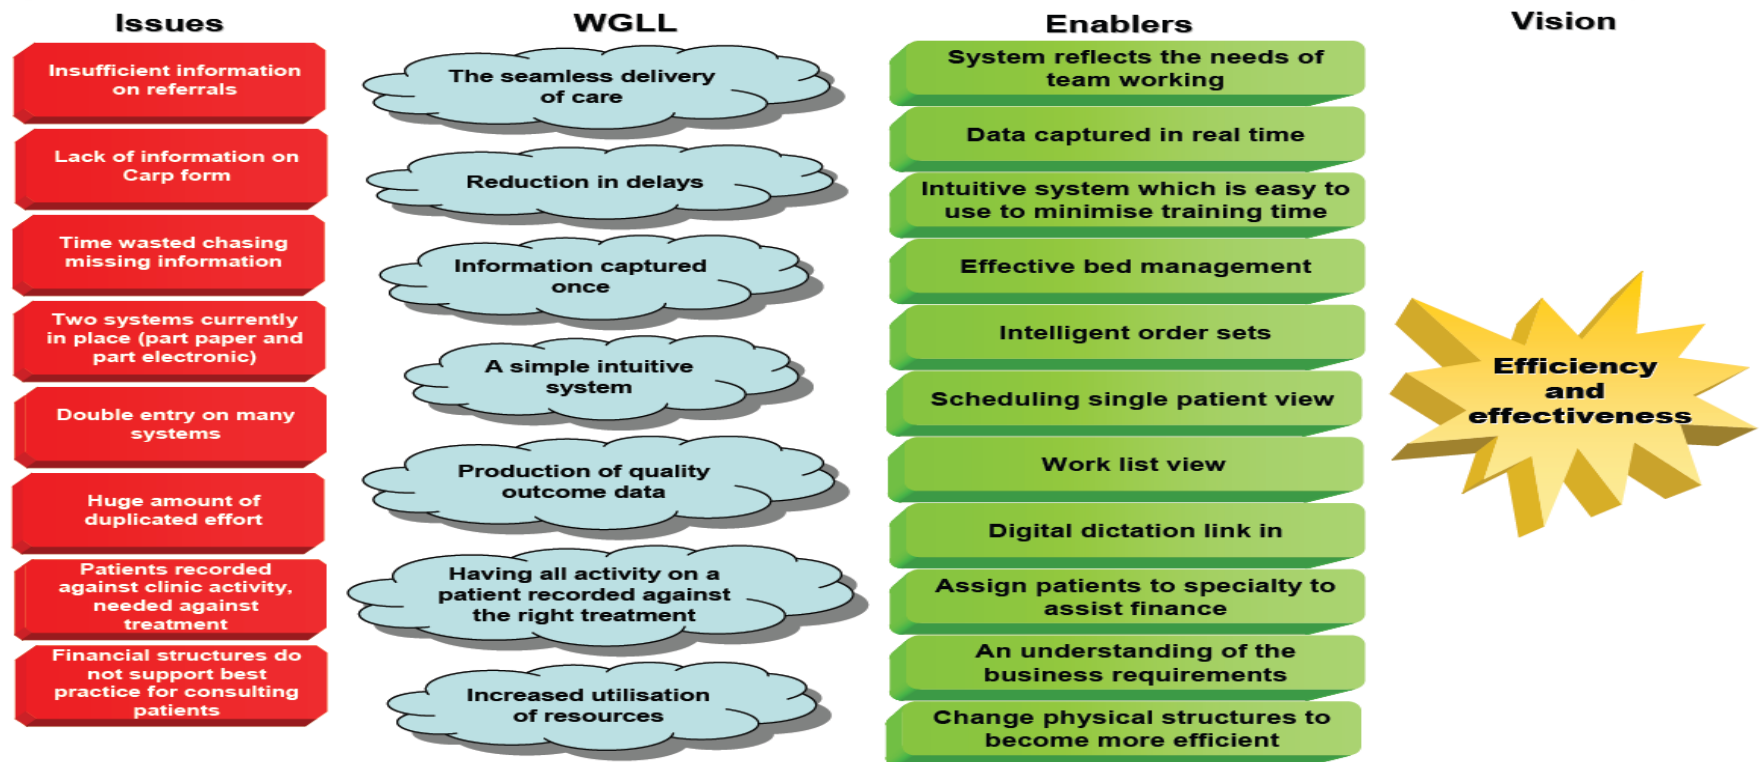 Issues
Insufficient information
on referrals
Lack of information on
Carp form
Time wasted chasing
missing information
Two systems currently
in place (part paper and
part electronic)
Double entry on many
systems
Huge amount of
duplicated effort
Patients recorded
against clinic activity,
needed against
treatment
Financial structures do
not support best
practice for consulting
patients
WGLL
The seamless delivery
of care
Reduction in delays
Information captured
once
A simple intuitive
system
Production of quality
outcome data
Having all activity on a
patient recorded against
the right treatment
Increased utilisation
of resources
Enablers
System reflects the needs of
team working
Data captured in real time
Intuitive system which is easy to
use to minimise training time
Effective bed management
Intelligent order sets
Scheduling single patient view
Work list view
Digital dictation link in
Assign patients to specialty to
assist finance
An understanding of the
business requirements
Change physical structures to
become more efficient
Vision
Efficiency
and
effectiveness